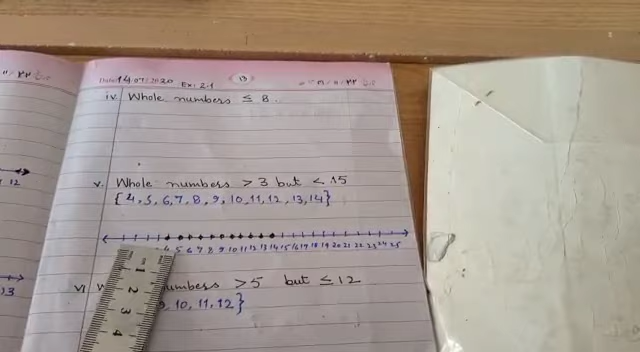 Date: 14/07/2020 Ex: 2.1 13
iv. Whole numbers ≤ 8.
12
v. Whole numbers > 3 but < 15
{4,5,6,7,8,9,10,11,12,13,14}
4 5 6 7 8 9 10 11 12 13 14 15 16 17 18 19 20 21 22 23 24 25
vi umbers > 5 but ≤ 12
, 10, 11, 12}
1 2 3 4